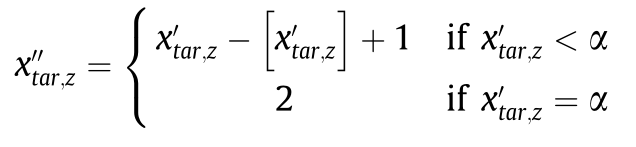 x''_{tar,z} = { x'_{tar,z} − [x'_{tar,z}] + 1 if x'_{tar,z} < α
2 if x'_{tar,z} = α